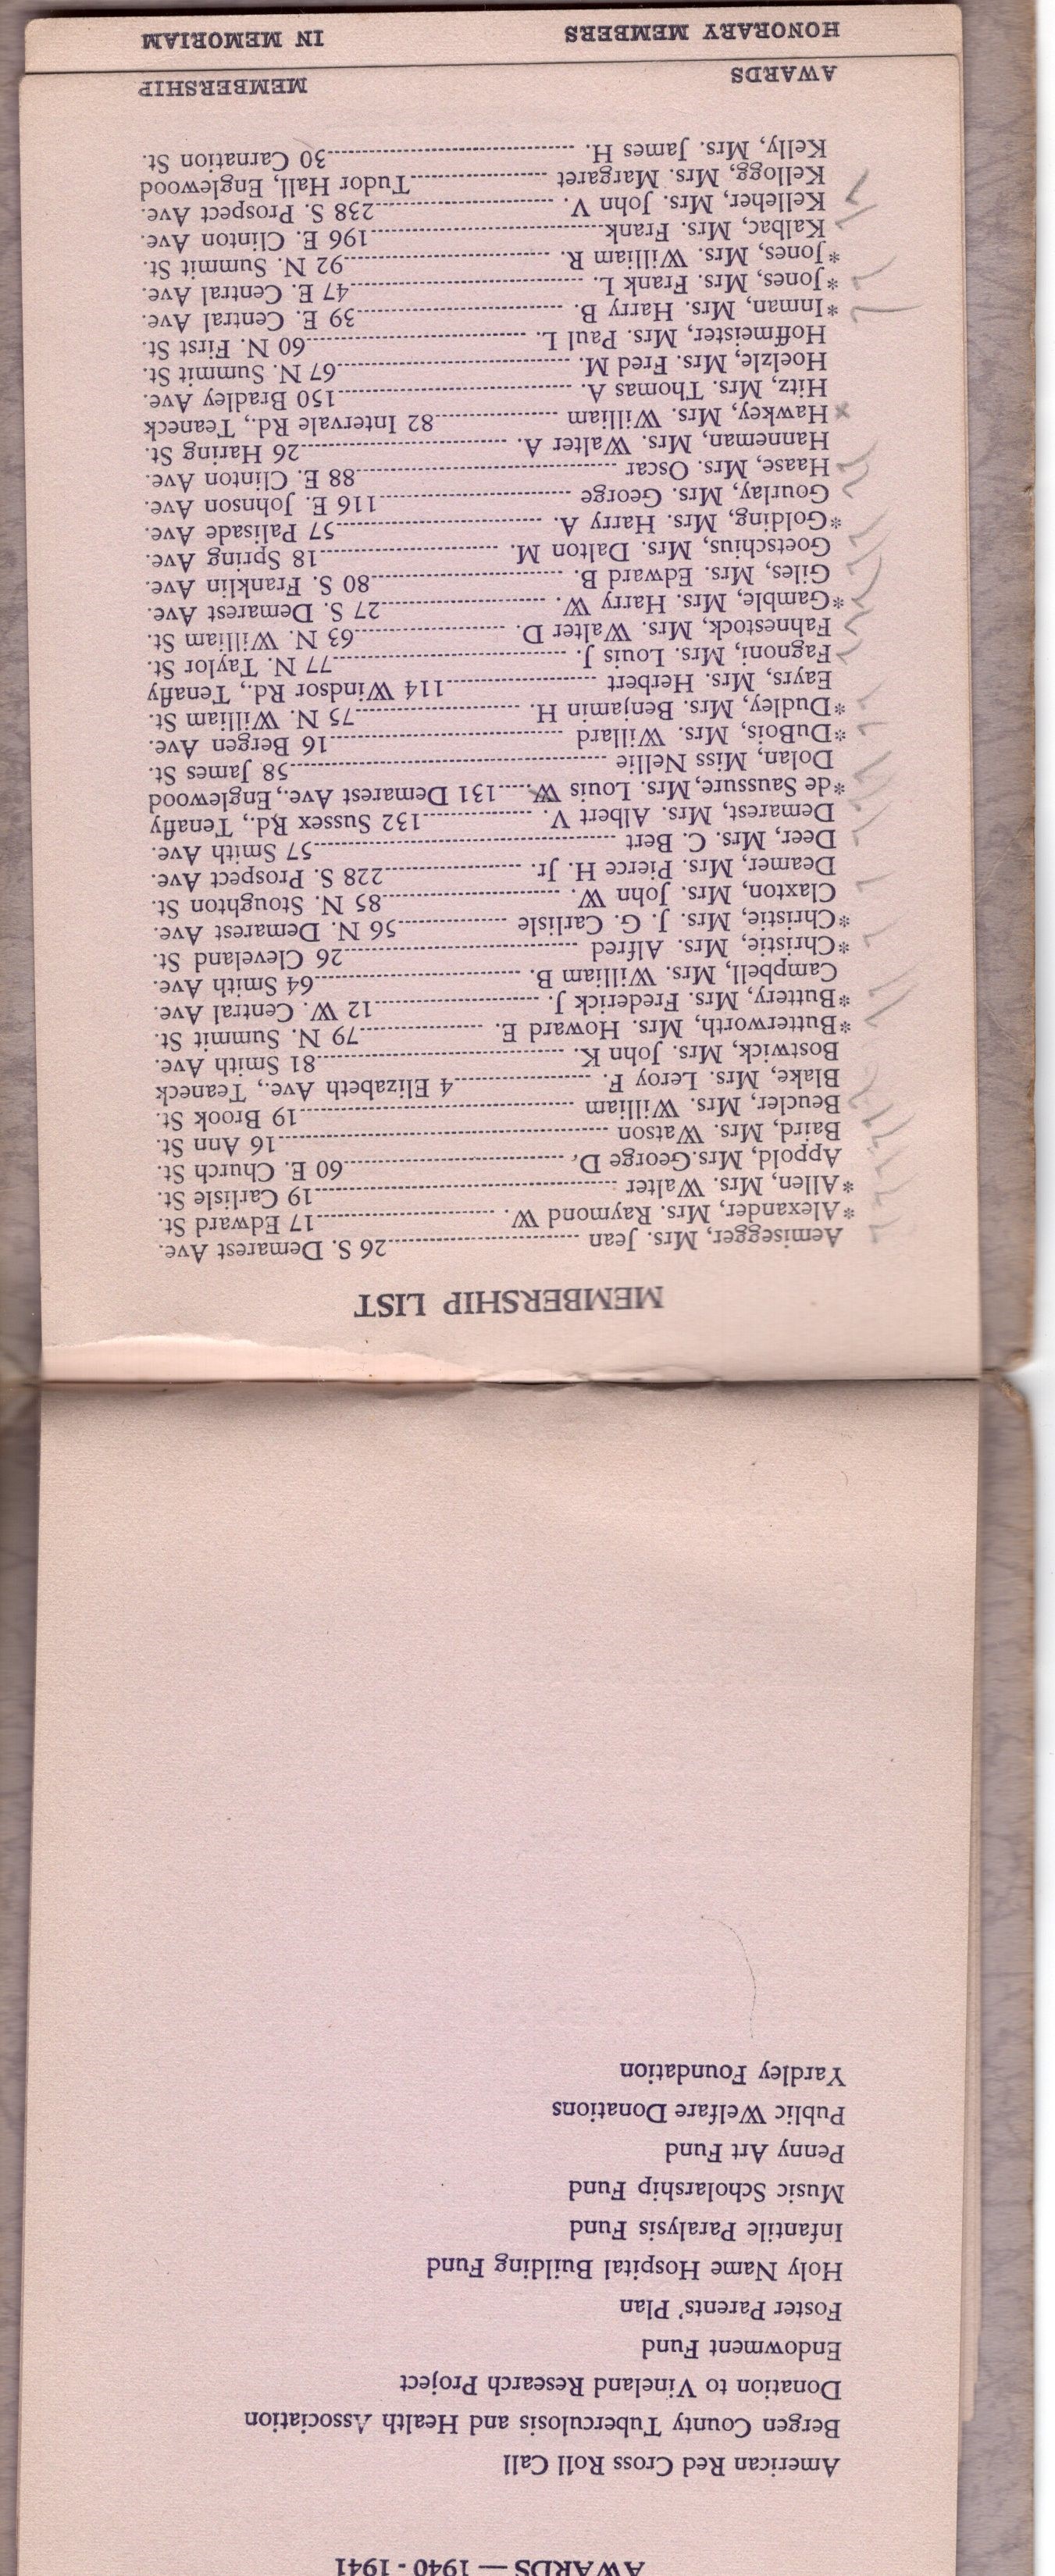 AWARDS — 1940 - 1941
American Red Cross Roll Call
Bergen County Tuberculosis and Health Association
Donation to Vineland Research Project
Endowment Fund
Foster Parents' Plan
Holy Name Hospital Building Fund
Infantile Paralysis Fund
Music Scholarship Fund
Penny Art Fund
Public Welfare Donations
Yardley Foundation
MEMBERSHIP LIST
Aemisegger, Mrs. Jean 26 S. Demarest Ave.
*Alexander, Mrs. Raymond W. 17 Edward St.
*Allen, Mrs. Walter 19 Carlisle St.
Appold, Mrs. George D. 60 E. Church St.
Baird, Mrs. Watson 16 Ann St.
Beucler, Mrs. William 19 Brook St.
Blake, Mrs. Leroy F. 4 Elizabeth Ave., Teaneck
Bostwick, Mrs. John K. 81 Smith Ave.
*Butterworth, Mrs. Howard E. 79 N. Summit St.
*Buttery, Mrs. Frederick J. 12 W. Central Ave.
Campbell, Mrs. William B. 64 Smith Ave.
*Christie, Mrs. Alfred 26 Cleveland St.
*Christie, Mrs. J. G. Carlisle 56 N. Demarest Ave.
Claxton, Mrs. John W. 85 N. Stoughton St.
Deamer, Mrs. Pierce H. Jr. 228 S. Prospect Ave.
Deer, Mrs. C. Bert 57 Smith Ave.
Demarest, Mrs. Albert V. 132 Sussex Rd., Tenafly
*de Saussure, Mrs. Louis W. 131 Demarest Ave., Englewood
Dolan, Miss Nellie 58 James St.
*DuBois, Mrs. Willard 16 Bergen Ave.
*Dudley, Mrs. Benjamin H. 75 N. William St.
Eayrs, Mrs. Herbert 114 Windsor Rd., Tenafly
Fagnoni, Mrs. Louis J. 77 N. Taylor St.
Fahnestock, Mrs. Walter D. 63 N. William St.
*Gamble, Mrs. Harry W. 27 S. Demarest Ave.
Giles, Mrs. Edward B. 80 S. Franklin Ave.
Goetschius, Mrs. Dalton M. 18 Spring Ave.
*Golding, Mrs. Harry A. 57 Palisade Ave.
Gourlay, Mrs. George 116 E. Johnson Ave.
Haase, Mrs. Oscar 88 E. Clinton Ave.
Hanneman, Mrs. Walter A. 26 Haring St.
Hawkey, Mrs. William 82 Intervale Rd., Teaneck
Hitz, Mrs. Thomas A. 150 Bradley Ave.
Hoelzle, Mrs. Fred M. 67 N. Summit St.
Hoffmeister, Mrs. Paul L. 60 N. First St.
*Inman, Mrs. Harry B. 39 E. Central Ave.
*Jones, Mrs. Frank L. 47 E. Central Ave.
*Jones, Mrs. William R. 92 N. Summit St.
Kalbac, Mrs. Frank 196 E. Clinton Ave.
Kelleher, Mrs. John V. 238 S. Prospect Ave.
Kellogg, Mrs. Margaret Tudor Hall, Englewood
Kelly, Mrs. James H. 30 Carnation St.
AWARDS MEMBERSHIP
HONORARY MEMBERS IN MEMORIAM